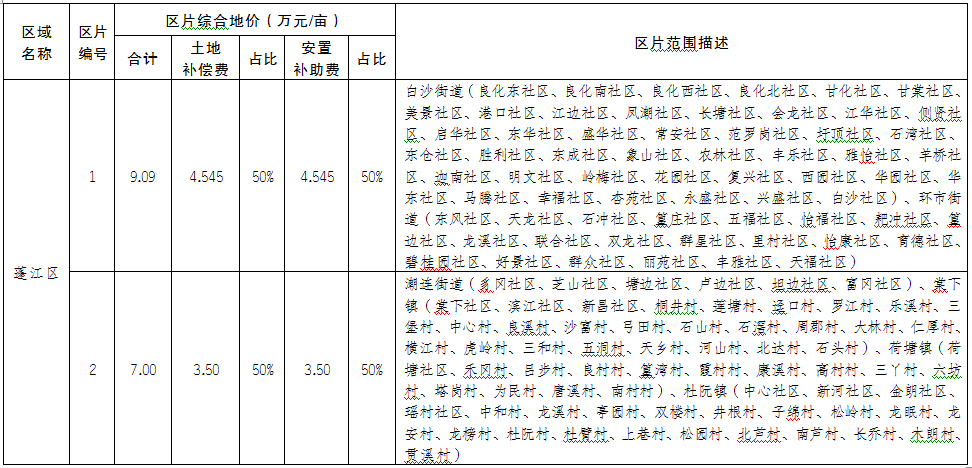 区域名称 区片编号 区片综合地价（万元/亩） 区片范围描述
合计 土地补偿费 占比 安置补助费 占比
蓬江区
1 9.09 4.545 50% 4.545 50%
白沙街道（良化东社区、良化南社区、良化西社区、良化北社区、甘化社区、甘棠社区、
美景社区、港口社区、江边社区、凤潮社区、长塘社区、会龙社区、江华社区、侧贤社
区、启华社区、东华社区、盛华社区、常安社区、范罗岗社区、圩顶社区、石湾社区、
东仓社区、胜利社区、东成社区、象山社区、农林社区、丰乐社区、雅怡社区、羊桥社
区、迦南社区、明文社区、岭梅社区、花园社区、复兴社区、西园社区、华园社区、华
东社区、马腾社区、幸福社区、杏苑社区、永盛社区、兴盛社区、白沙社区）、环市街
道（东风社区、天龙社区、石冲社区、篁庄社区、五福社区、怡福社区、耙冲社区、篁
边社区、龙溪社区、联合社区、双龙社区、群星社区、里村社区、怡康社区、育德社区、
碧桂园社区、好景社区、群众社区、丽苑社区、丰雅社区、天福社区）
2 7.00 3.50 50% 3.50 50%
潮连街道（豸冈社区、芝山社区、塘边社区、卢边社区、坦边社区、富冈社区）、棠下
镇（棠下社区、滨江社区、新昌社区、桐井村、莲塘村、迳口村、罗江村、乐溪村、三
堡村、中心村、良溪村、沙富村、弓田村、石山村、石滘村、周郡村、大林村、仁厚村、
横江村、虎岭村、三和村、五洞村、天乡村、河山村、北达村、石头村）、荷塘镇（荷
塘社区、禾冈村、吕步村、良村村、篁湾村、霞村村、康溪村、高村村、三丫村、六坊
村、塔岗村、为民村、唐溪村、南村村）、杜阮镇（中心社区、新河社区、金朗社区、
瑶村社区、中和村、龙溪村、亭园村、双楼村、井根村、子绵村、松岭村、龙眠村、龙
安村、龙榜村、杜阮村、杜臂村、上巷村、松园村、北芦村、南芦村、长乔村、木朗村、
贯溪村）